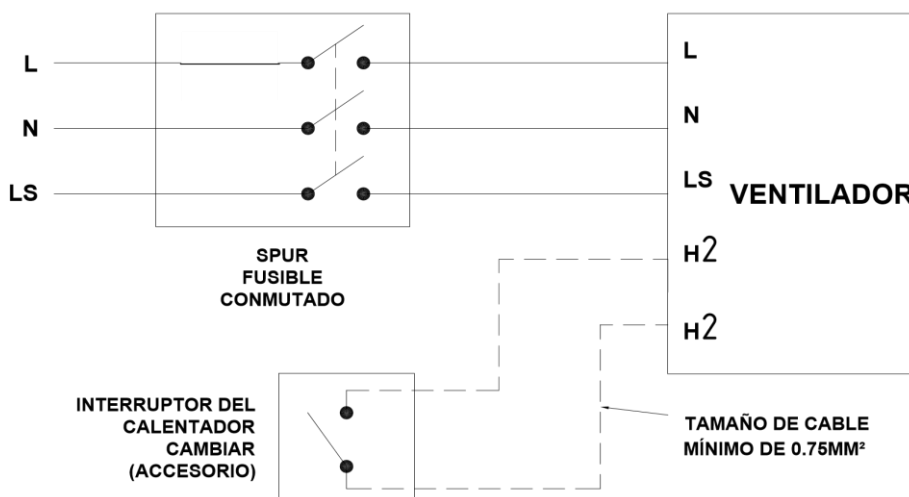 L
N
LS
L
N
LS
VENTILADOR
H2
H2
SPUR
FUSIBLE
CONMUTADO
INTERRUPTOR DEL
CALENTADOR
CAMBIAR
(ACCESORIO)
TAMAÑO DE CABLE
MÍNIMO DE 0.75MM²